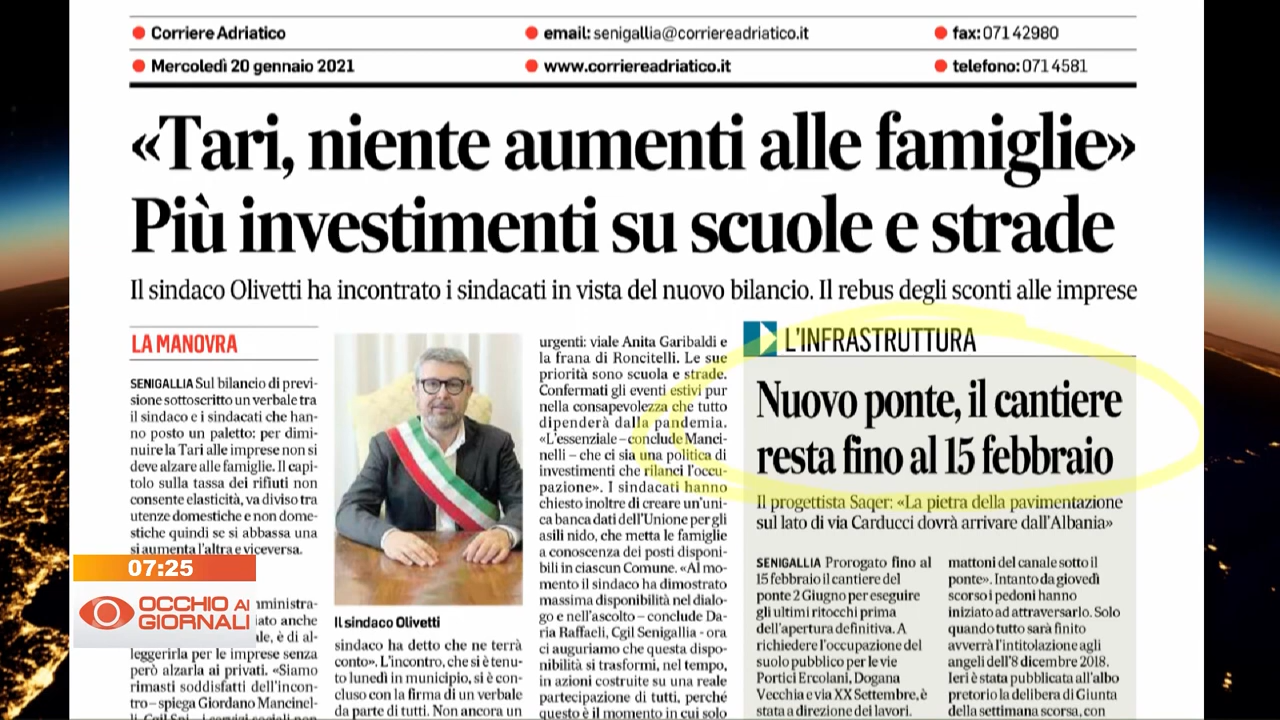 Corriere Adriatico
email: senigallia@corriereadriatico.it
fax: 071 42980
Mercoledì 20 gennaio 2021
www.corriereadriatico.it
telefono: 071 4581
«Tari, niente aumenti alle famiglie»
Più investimenti su scuole e strade
Il sindaco Olivetti ha incontrato i sindacati in vista del nuovo bilancio. Il rebus degli sconti alle imprese
LA MANOVRA
SENIGALLIA Sul bilancio di previ-
sione sottoscritto un verbale tra
il sindaco e i sindacati che han-
no posto un paletto: per dimi-
nuire la Tari alle imprese non si
deve alzare alle famiglie. Il capi-
tolo sulla tassa dei rifiuti non
consente elasticità, va diviso tra
utenze domestiche e non dome-
stiche quindi se si abbassa una
si aumenta l'altra e viceversa.
mministra-
iato anche
le, è di al-
leggerirla per le imprese senza
però alzarla ai privati. «Siamo
rimasti soddisfatti dell'incon-
tro – spiega Giordano Mancinel-
07:25
OCCHIO AI
GIORNALI
Il sindaco Olivetti
sindaco ha detto che ne terrà
conto». L'incontro, che si è tenu-
to lunedì in municipio, si è con-
cluso con la firma di un verbale
da parte di tutti. Non ancora un
urgenti: viale Anita Garibaldi e
la frana di Roncitelli. Le sue
priorità sono scuola e strade.
Confermati gli eventi estivi pur
nella consapevolezza che tutto
dipenderà dalla pandemia.
«L'essenziale – conclude Manci-
nelli – che ci sia una politica di
investimenti che rilanci l'occu-
pazione». I sindacati hanno
chiesto inoltre di creare un'uni-
ca banca dati dell'Unione per gli
asili nido, che metta le famiglie
a conoscenza dei posti disponi-
bili in ciascun Comune. «Al mo-
mento il sindaco ha dimostrato
massima disponibilità nel dialo-
go e nell'ascolto – conclude Da-
ria Raffaeli, Cgil Senigallia - ora
ci auguriamo che questa dispo-
nibilità si trasformi, nel tempo,
in azioni costruite su una reale
partecipazione di tutti, perché
questo è il momento in cui solo
L'INFRASTRUTTURA
Nuovo ponte, il cantiere
resta fino al 15 febbraio
Il progettista Saqer: «La pietra della pavimentazione
sul lato di via Carducci dovrà arrivare dall'Albania»
SENIGALLIA Prorogato fino al
15 febbraio il cantiere del
ponte 2 Giugno per eseguire
gli ultimi ritocchi prima
dell'apertura definitiva. A
richiedere l'occupazione del
suolo pubblico per le vie
Portici Ercolani, Dogana
Vecchia e via XX Settembre, è
stata a direzione dei lavori.
mattoni del canale sotto il
ponte». Intanto da giovedì
scorso i pedoni hanno
iniziato ad attraversarlo. Solo
quando tutto sarà finito
avverrà l'intitolazione agli
angeli dell'8 dicembre 2018.
Ieri è stata pubblicata all'albo
pretorio la delibera di Giunta
della settimana scorsa, con